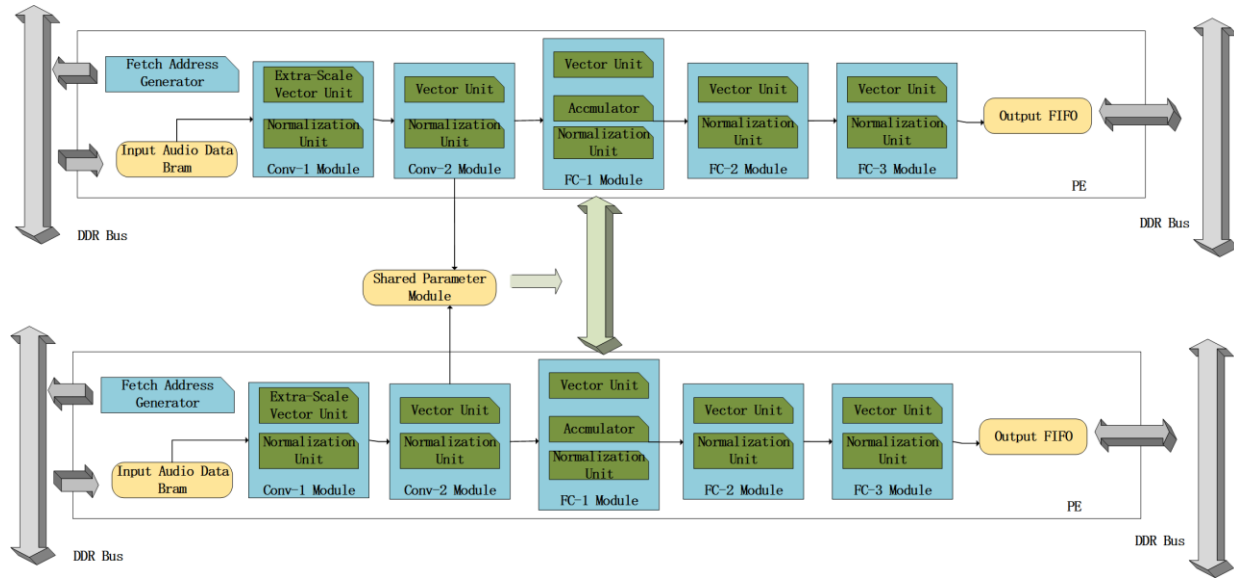 Fetch Address
Generator
Input Audio Data
Bram
Extra-Scale
Vector Unit
Normalization
Unit
Conv-1 Module
Vector Unit
Normalization
Unit
Conv-2 Module
Vector Unit
Accmulator
Normalization
Unit
FC-1 Module
Vector Unit
Normalization
Unit
FC-2 Module
Vector Unit
Normalization
Unit
FC-3 Module
Output FIFO
PE
DDR Bus
DDR Bus
Shared Parameter
Module
Fetch Address
Generator
Input Audio Data
Bram
Extra-Scale
Vector Unit
Normalization
Unit
Conv-1 Module
Vector Unit
Normalization
Unit
Conv-2 Module
Vector Unit
Accmulator
Normalization
Unit
FC-1 Module
Vector Unit
Normalization
Unit
FC-2 Module
Vector Unit
Normalization
Unit
FC-3 Module
Output FIFO
PE
DDR Bus
DDR Bus